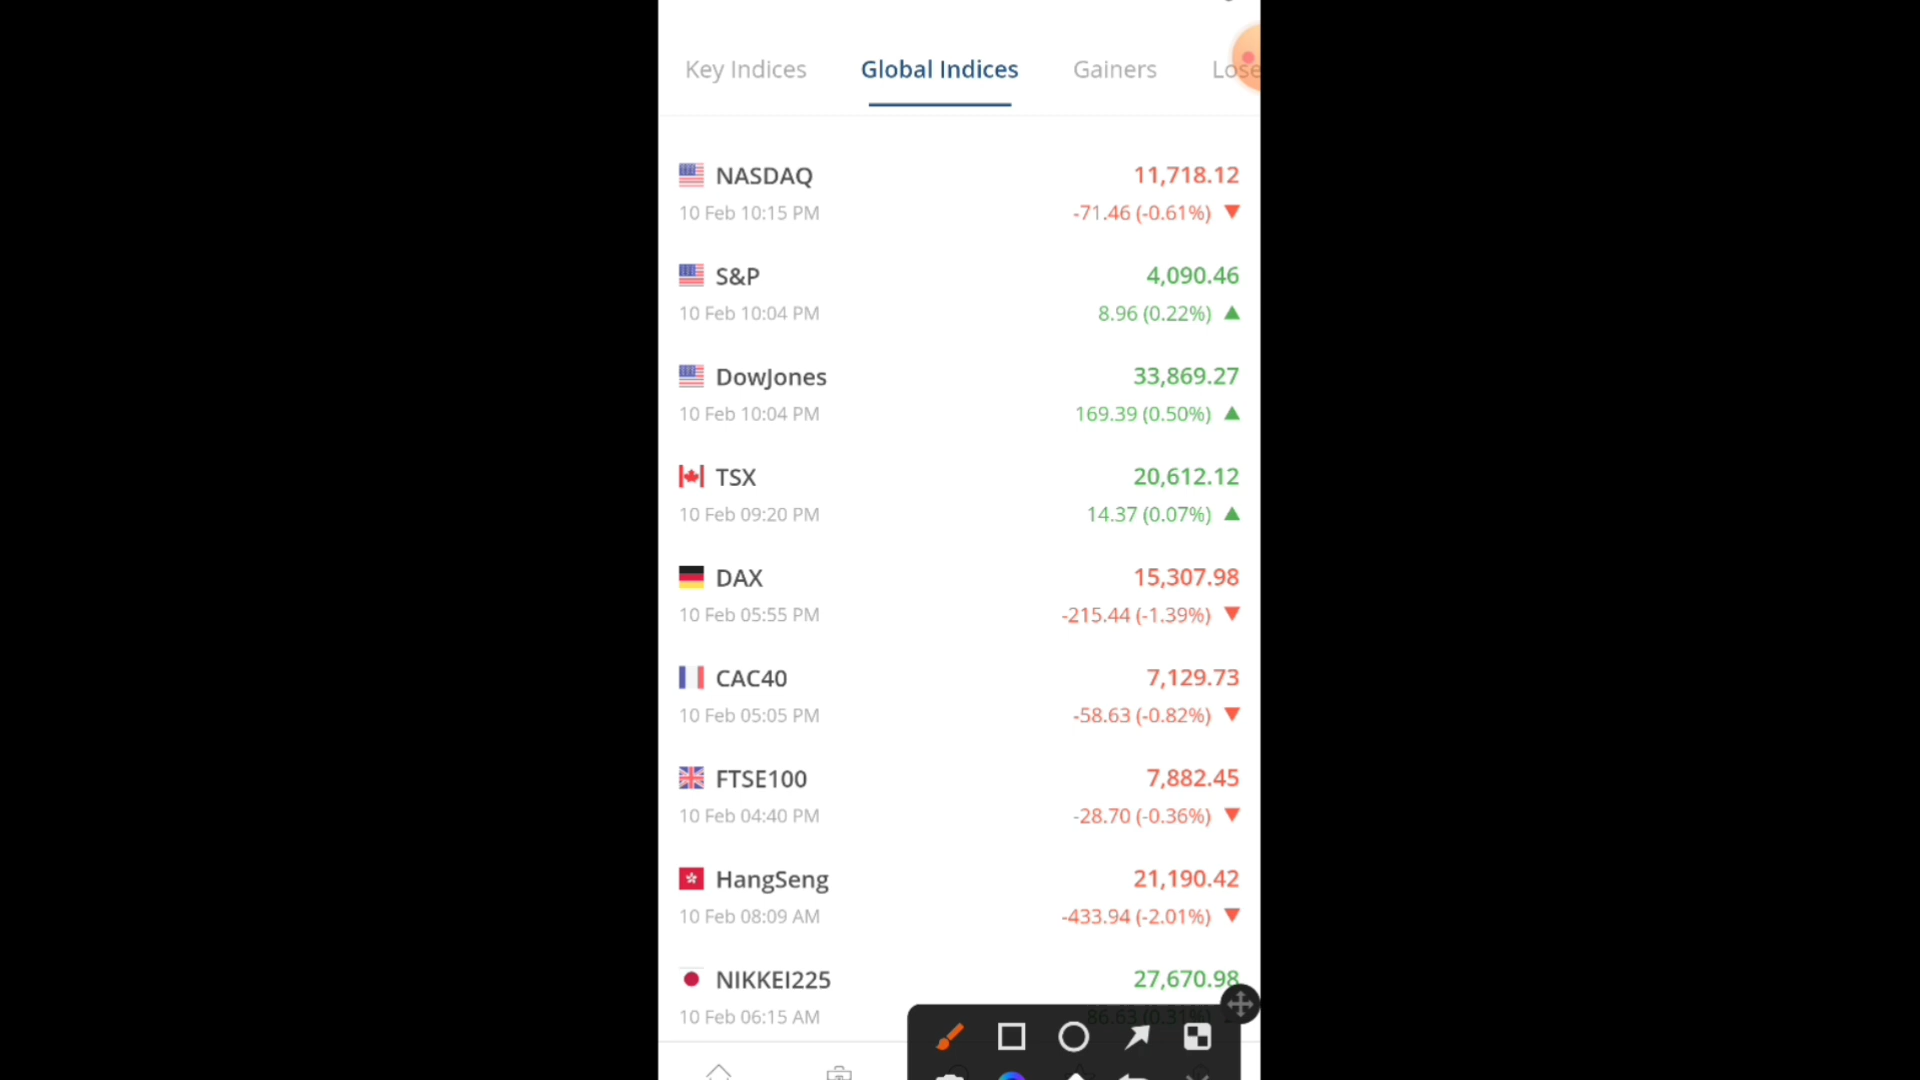 Key Indices Global Indices Gainers Lose
NASDAQ 11,718.12
10 Feb 10:15 PM -71.46 (-0.61%)
S&P 4,090.46
10 Feb 10:04 PM 8.96 (0.22%)
DowJones 33,869.27
10 Feb 10:04 PM 169.39 (0.50%)
TSX 20,612.12
10 Feb 09:20 PM 14.37 (0.07%)
DAX 15,307.98
10 Feb 05:55 PM -215.44 (-1.39%)
CAC40 7,129.73
10 Feb 05:05 PM -58.63 (-0.82%)
FTSE100 7,882.45
10 Feb 04:40 PM -28.70 (-0.36%)
HangSeng 21,190.42
10 Feb 08:09 AM -433.94 (-2.01%)
NIKKEI225 27,670.98
10 Feb 06:15 AM 86.63 (0.31%)